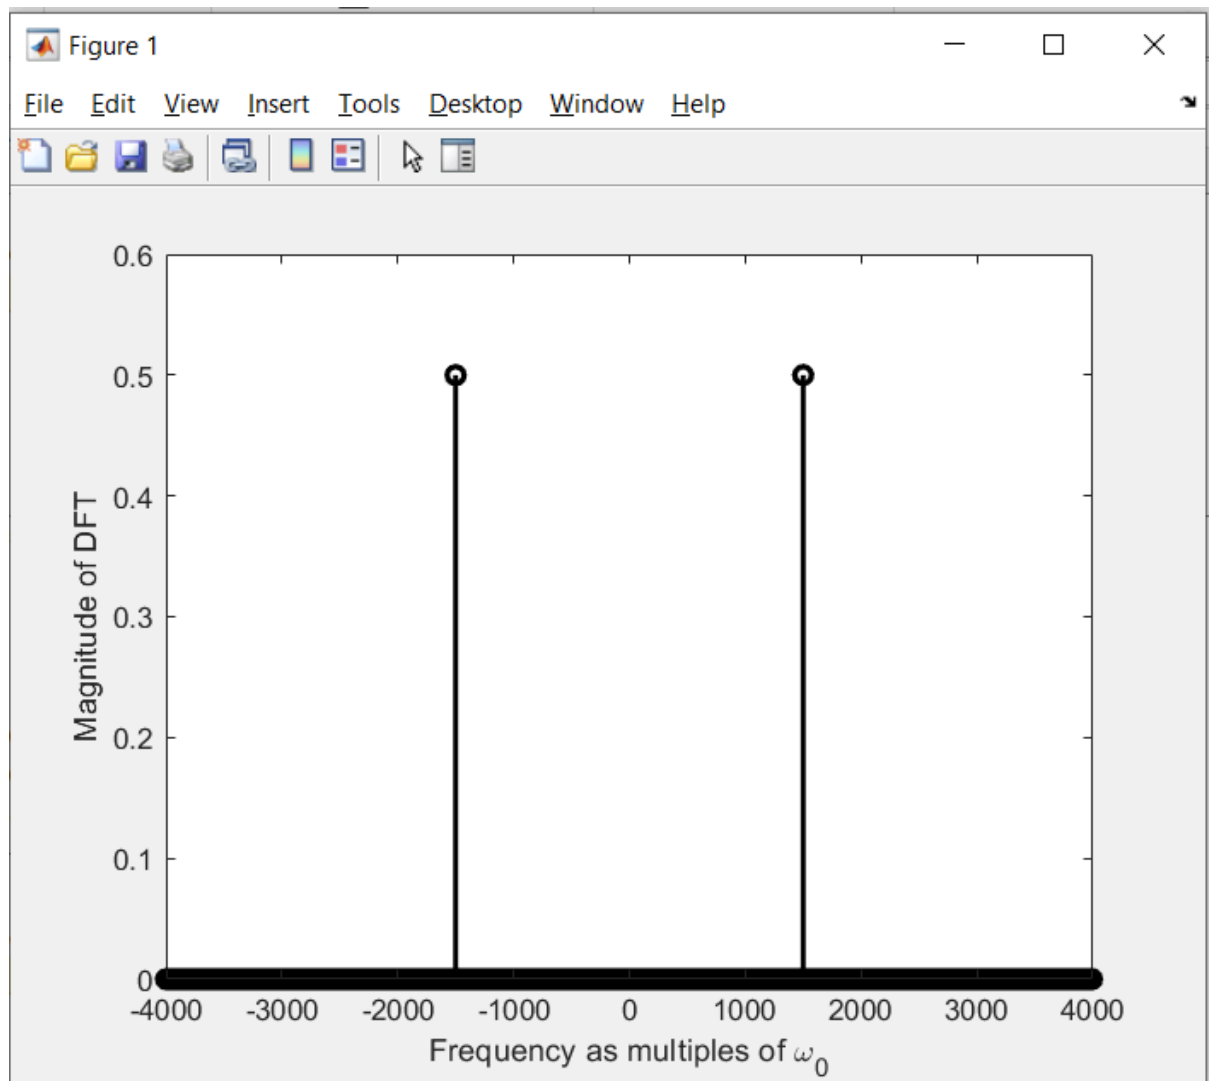 Figure 1
File Edit View Insert Tools Desktop Window Help
0.6
0.5
0.4
0.3
0.2
0.1
0
Magnitude of DFT
-4000 -3000 -2000 -1000 0 1000 2000 3000 4000
Frequency as multiples of ω0